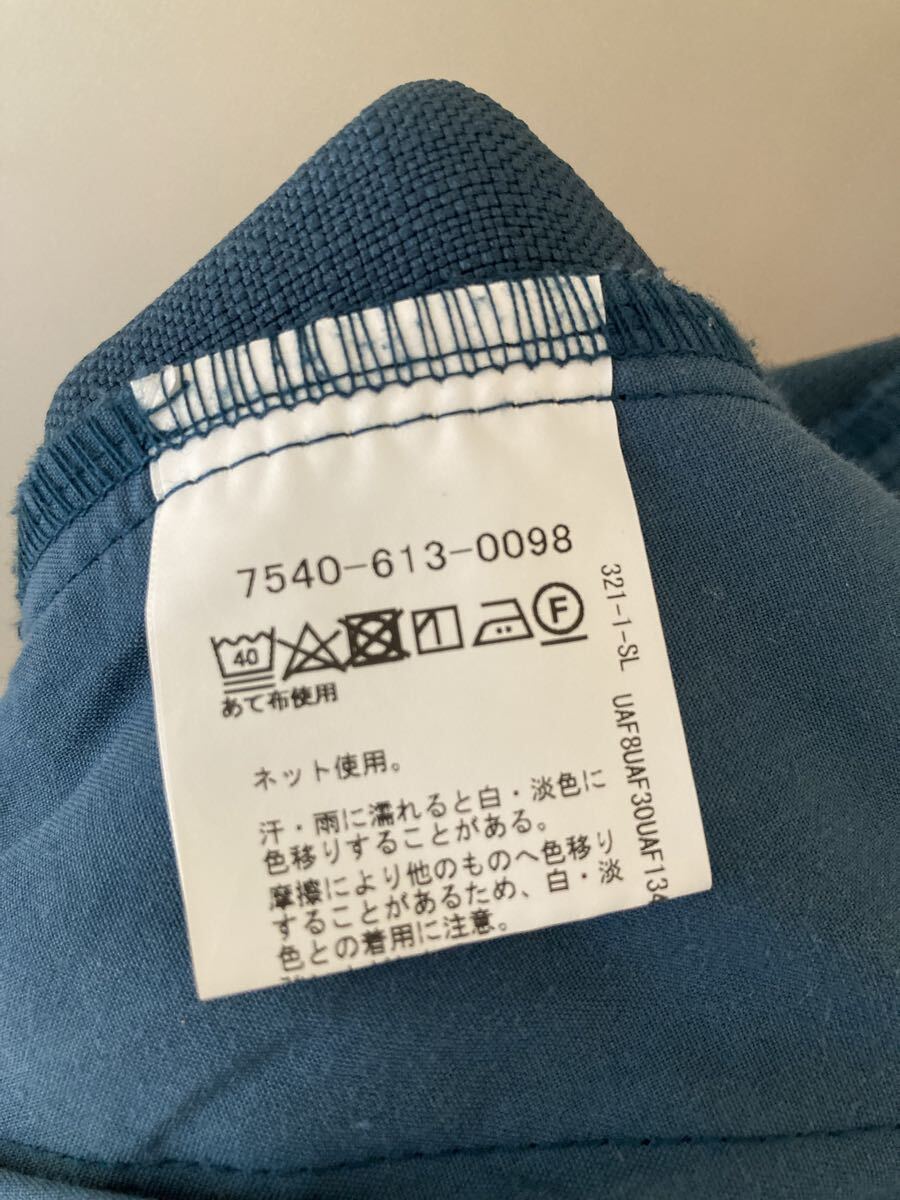 7540-613-0098
40
F
あて布使用
ネット使用。
汗・雨に濡れると白・淡色に
色移りすることがある。
摩擦により他のものへ色移り
することがあるため、白・淡
色との着用に注意。
321-1-SL UAF8UAF30UAF134